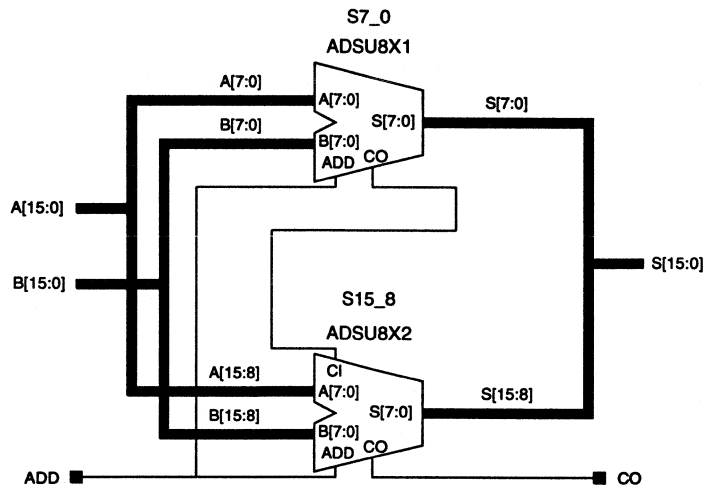 S7_0
ADSU8X1
A[7:0]
A[7:0]
S[7:0]
B[7:0]
S[7:0]
B[7:0]
ADD
CO
A[15:0]
S[15:0]
B[15:0]
S15_8
ADSU8X2
CI
A[15:8]
A[7:0]
S[15:8]
B[15:8]
S[7:0]
B[7:0]
ADD
CO
ADD
CO